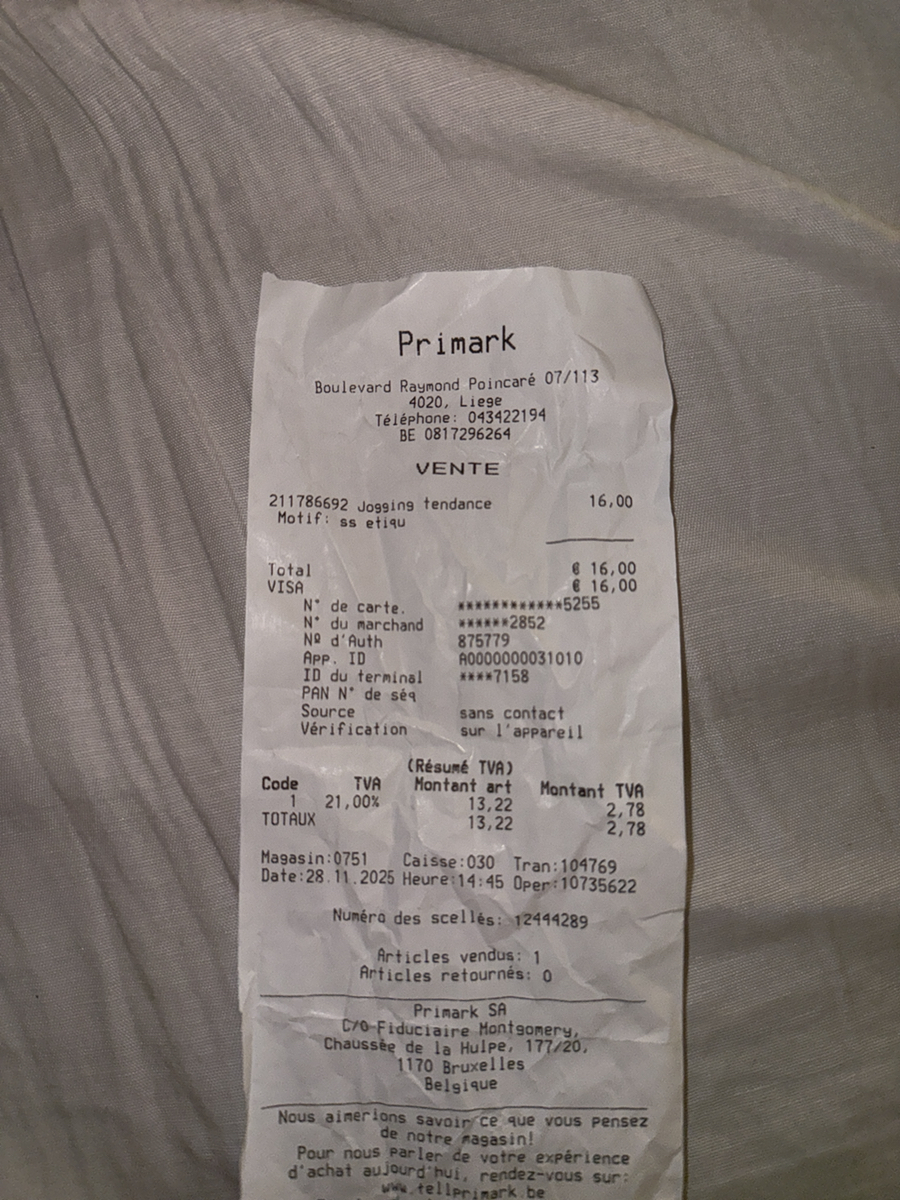 Primark
Boulevard Raymond Poincaré 07/113
4020, Liege
Téléphone: 043422194
BE 0817296264
VENTE
211786692 Jogging tendance 16,00
Motif: ss etiqu
Total € 16,00
VISA € 16,00
N° de carte. ************5255
N° du marchand ******2852
Nº d'Auth 875779
App. ID A0000000031010
ID du terminal ****7158
PAN N° de séq
Source sans contact
Vérification sur l'appareil
(Résumé TVA)
Code TVA Montant art Montant TVA
1 21,00% 13,22 2,78
TOTAUX 13,22 2,78
Magasin:0751 Caisse:030 Tran:104769
Date:28.11.2025 Heure:14:45 Oper:10735622
Numéro des scellés: 12444289
Articles vendus: 1
Articles retournés: 0
Primark SA
C/O Fiduciaire Montgomery,
Chaussée de la Hulpe, 177/20,
1170 Bruxelles
Belgique
Nous aimerions savoir ce que vous pensez
de notre magasin!
Pour nous parler de votre expérience
d'achat aujourd'hui, rendez-vous sur:
www.tellprimark.be